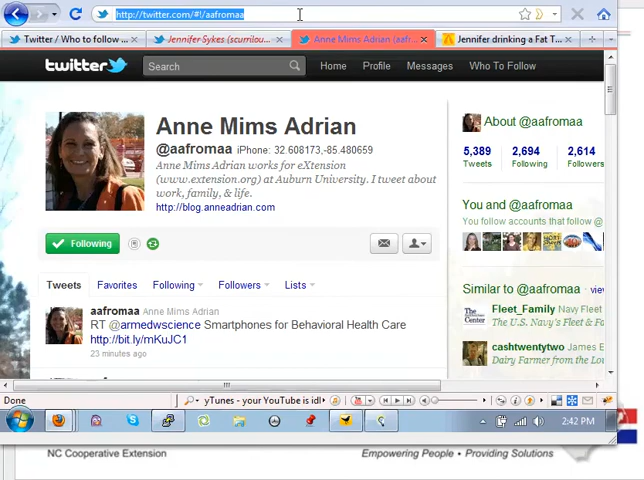 http://twitter.com/#!/aafromaa
Twitter / Who to follow ...
Jennifer Sykes (scurrilou...
Anne Mims Adrian (aafr...
Jennifer drinking a Fat T...
twitter
Search
Home Profile Messages Who To Follow
Anne Mims Adrian
@aafromaa iPhone: 32.608173,-85.480659
Anne Mims Adrian works for eXtension
(www.extension.org) at Auburn University. I tweet about
work, family, & life.
http://blog.anneadrian.com
Following
Tweets Favorites Following Followers Lists
aafromaa Anne Mims Adrian
RT @armedwscience Smartphones for Behavioral Health Care
http://bit.ly/mKuJC1
23 minutes ago
About @aafromaa
5,389 2,694 2,614
Tweets Following Followers
You and @aafromaa
You follow accounts that follow @
Similar to @aafromaa view
Fleet_Family Navy Fleet
The U.S. Navy's Fleet & Fo
cashtwentytwo James E
Dairy Farmer from the Lou
Done
yTunes - your YouTube is idl
2:42 PM
NC Cooperative Extension
Empowering People • Providing Solutions